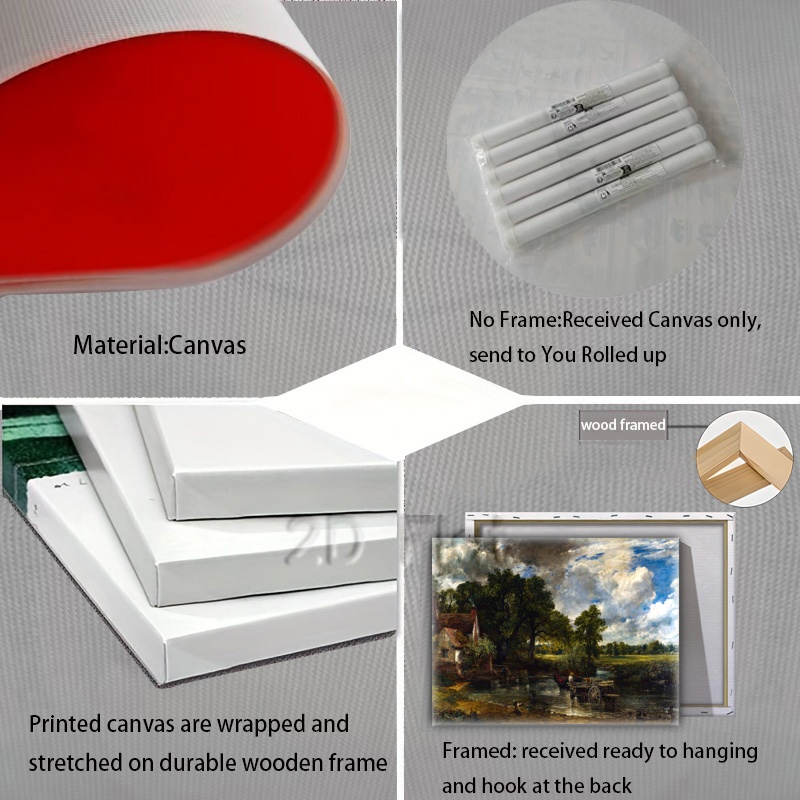 Material:Canvas
No Frame:Received Canvas only,
send to You Rolled up
Printed canvas are wrapped and
stretched on durable wooden frame
wood framed
Framed: received ready to hanging
and hook at the back